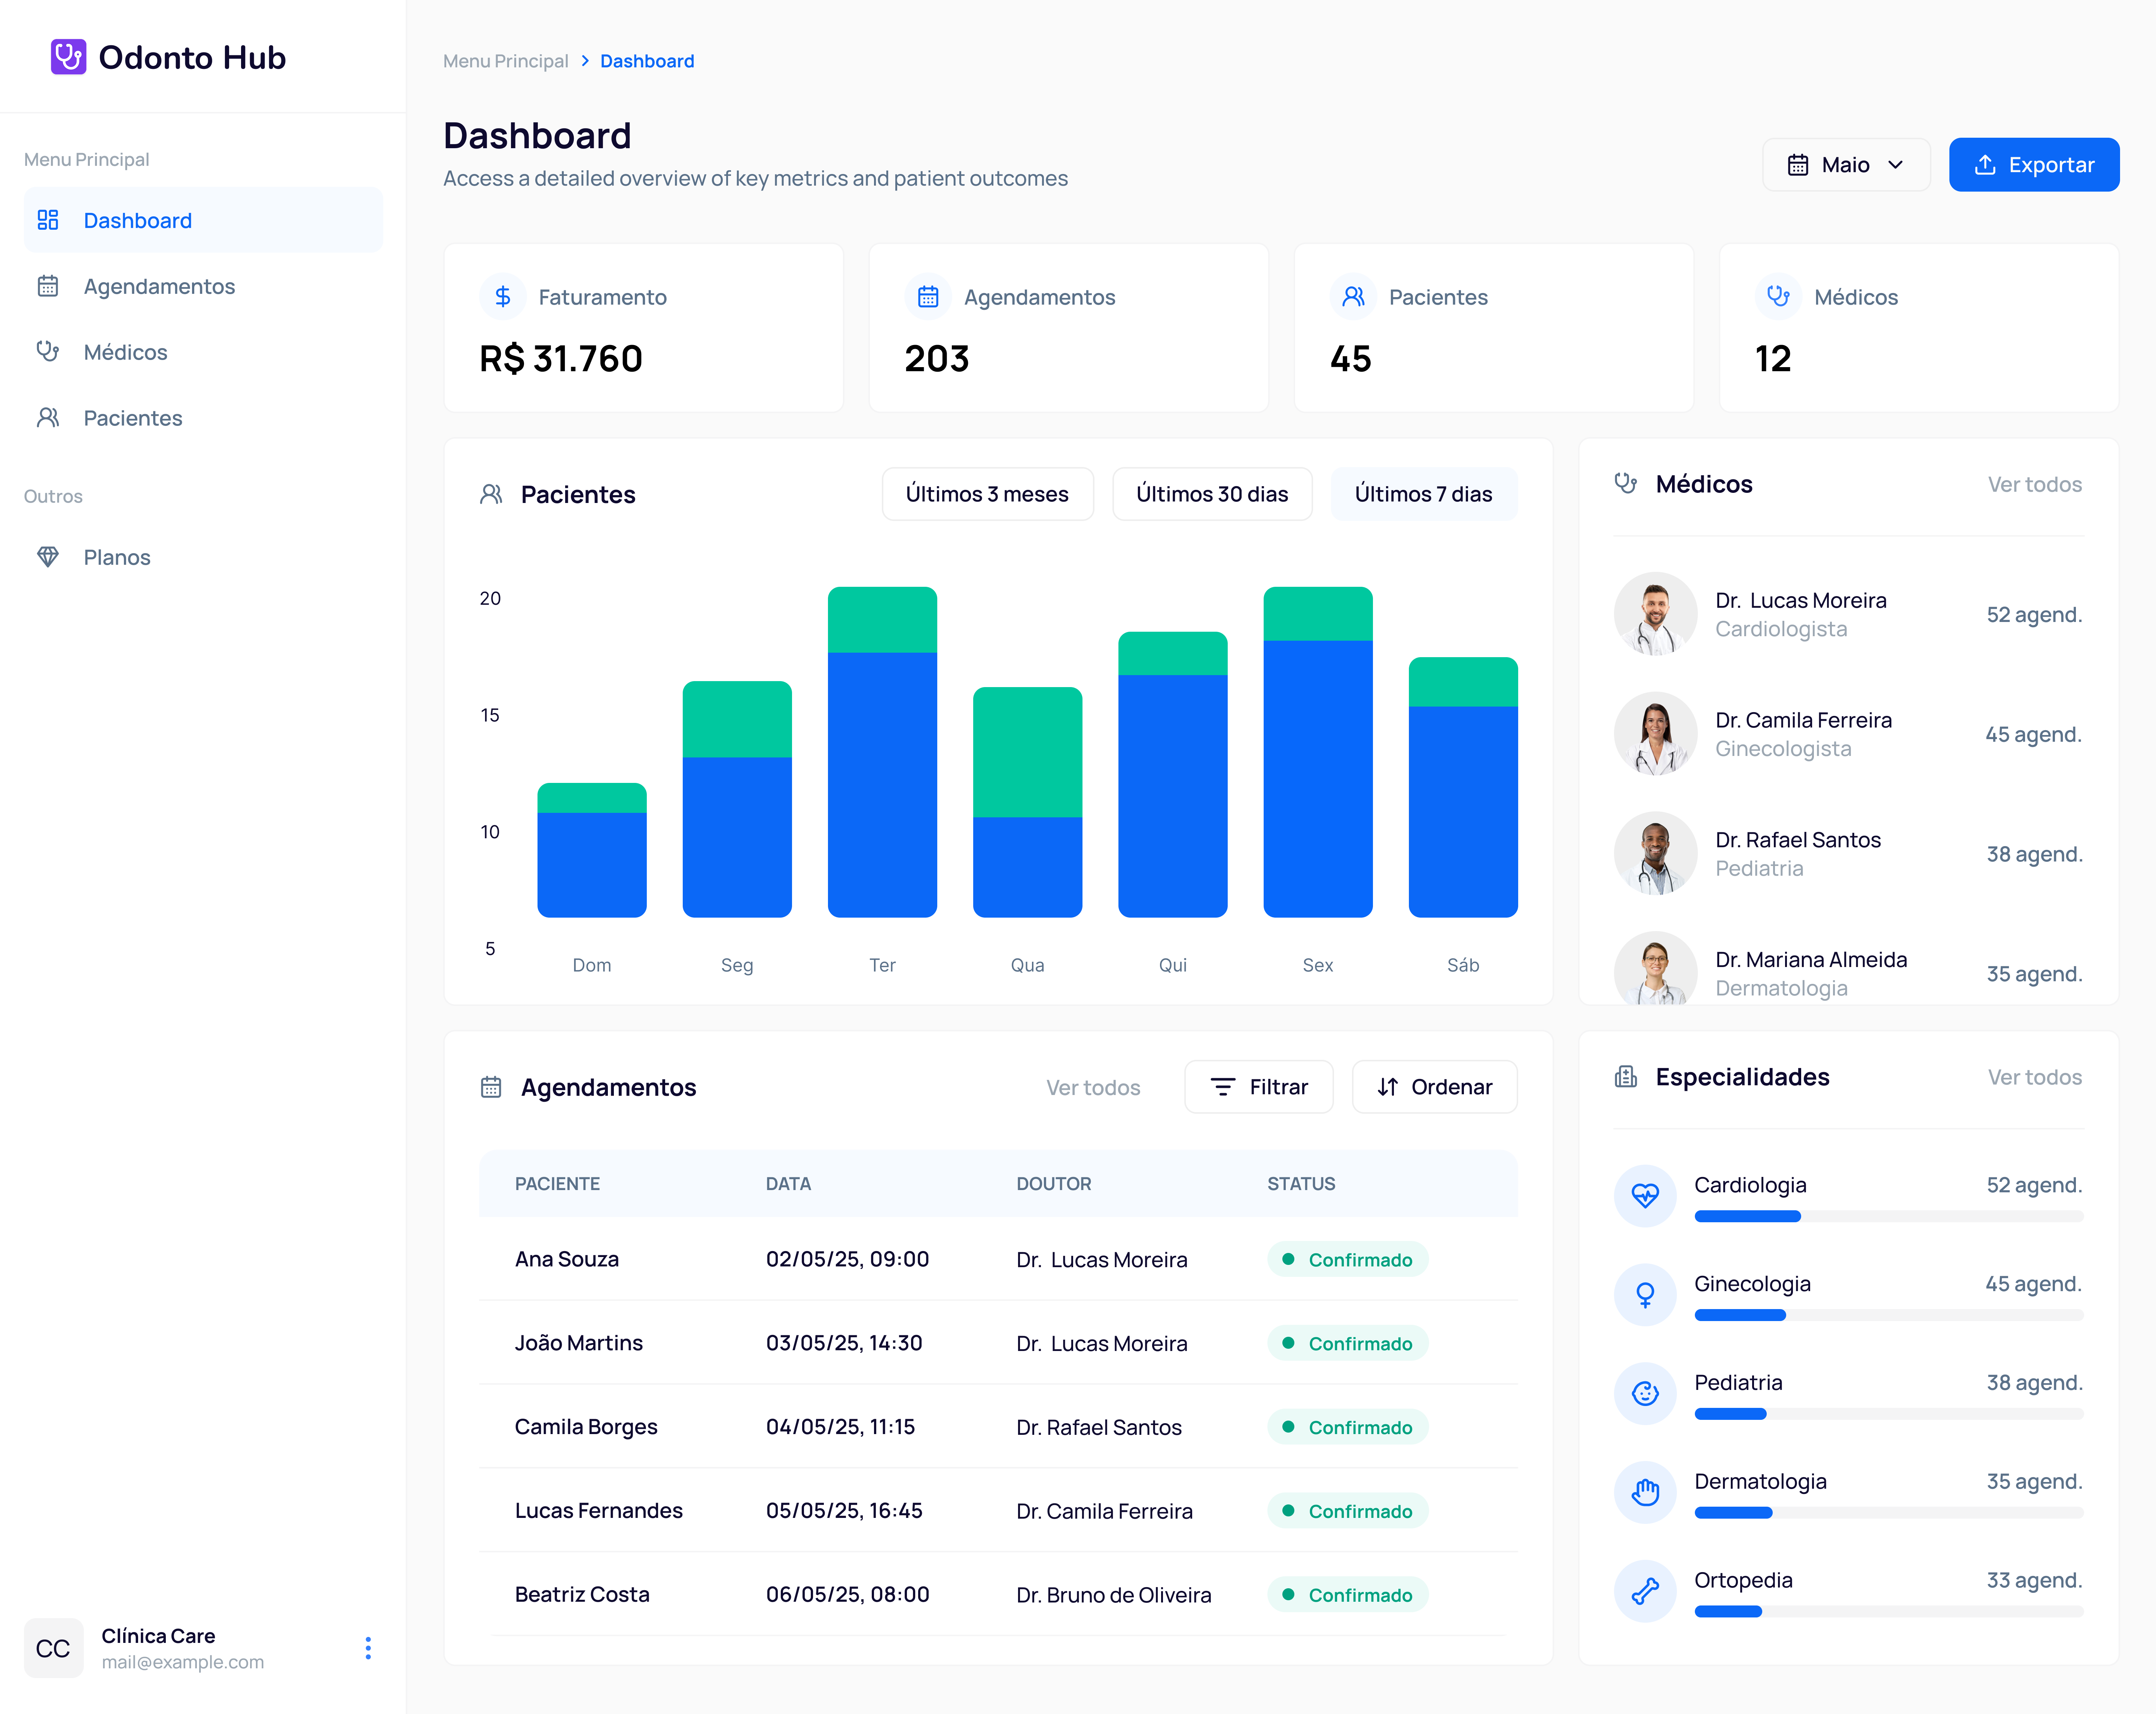 Odonto Hub
Menu Principal
Dashboard
Agendamentos
Médicos
Pacientes
Outros
Planos
CC
Clínica Care
mail@example.com
Menu Principal > Dashboard
Dashboard
Access a detailed overview of key metrics and patient outcomes
Maio
Exportar
Faturamento
R$ 31.760
Agendamentos
203
Pacientes
45
Médicos
12
Pacientes
Últimos 3 meses
Últimos 30 dias
Últimos 7 dias
20
15
10
5
Dom Seg Ter Qua Qui Sex Sáb
Médicos
Ver todos
Dr. Lucas Moreira
Cardiologista
52 agend.
Dr. Camila Ferreira
Ginecologista
45 agend.
Dr. Rafael Santos
Pediatria
38 agend.
Dr. Mariana Almeida
Dermatologia
35 agend.
Agendamentos
Ver todos
Filtrar
Ordenar
PACIENTE DATA DOUTOR STATUS
Ana Souza 02/05/25, 09:00 Dr. Lucas Moreira Confirmado
João Martins 03/05/25, 14:30 Dr. Lucas Moreira Confirmado
Camila Borges 04/05/25, 11:15 Dr. Rafael Santos Confirmado
Lucas Fernandes 05/05/25, 16:45 Dr. Camila Ferreira Confirmado
Beatriz Costa 06/05/25, 08:00 Dr. Bruno de Oliveira Confirmado
Especialidades
Ver todos
Cardiologia 52 agend.
Ginecologia 45 agend.
Pediatria 38 agend.
Dermatologia 35 agend.
Ortopedia 33 agend.